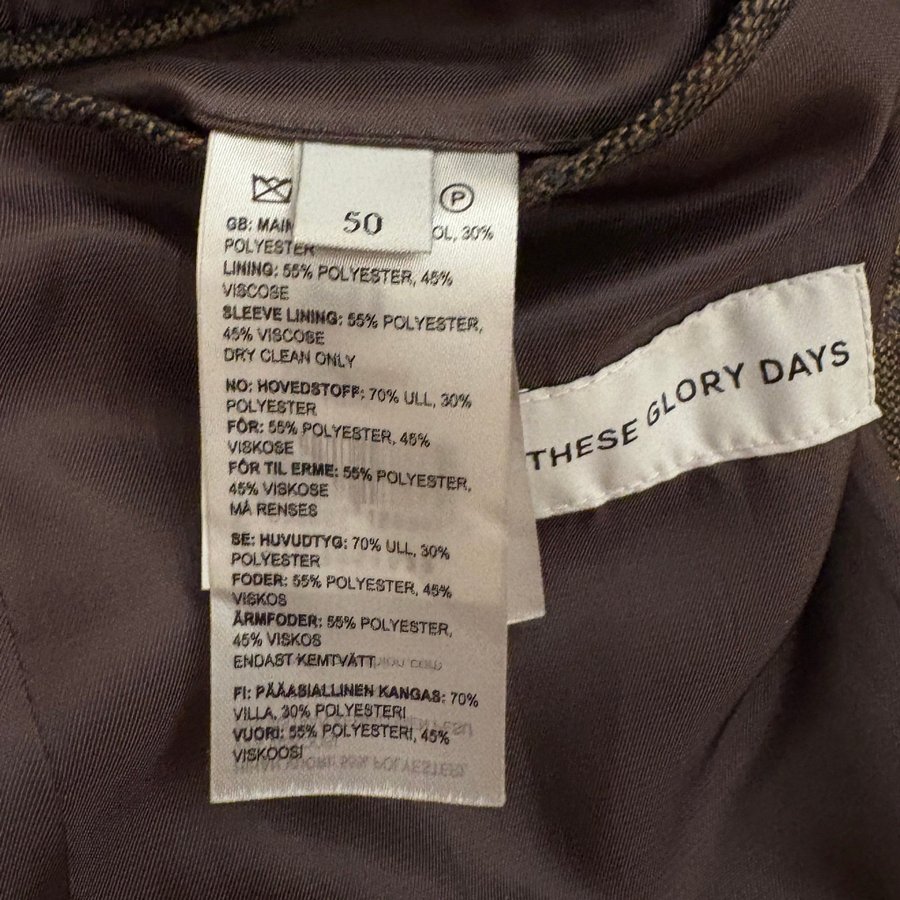 50
P
GB: MAIN OL, 30%
POLYESTER
LINING: 55% POLYESTER, 45%
VISCOSE
SLEEVE LINING: 55% POLYESTER,
45% VISCOSE
DRY CLEAN ONLY
NO: HOVEDSTOFF: 70% ULL, 30%
POLYESTER
FÔR: 55% POLYESTER, 45%
VISKOSE
FÔR TIL ERME: 55% POLYESTER,
45% VISKOSE
MÅ RENSES
SE: HUVUDTYG: 70% ULL, 30%
POLYESTER
FODER: 55% POLYESTER, 45%
VISKOS
ÄRMFODER: 55% POLYESTER,
45% VISKOS
ENDAST KEMTVÄTT
FI: PÄÄASIALLINEN KANGAS: 70%
VILLA, 30% POLYESTERI
VUORI: 55% POLYESTERI, 45%
VISKOOSI
THESE GLORY DAYS